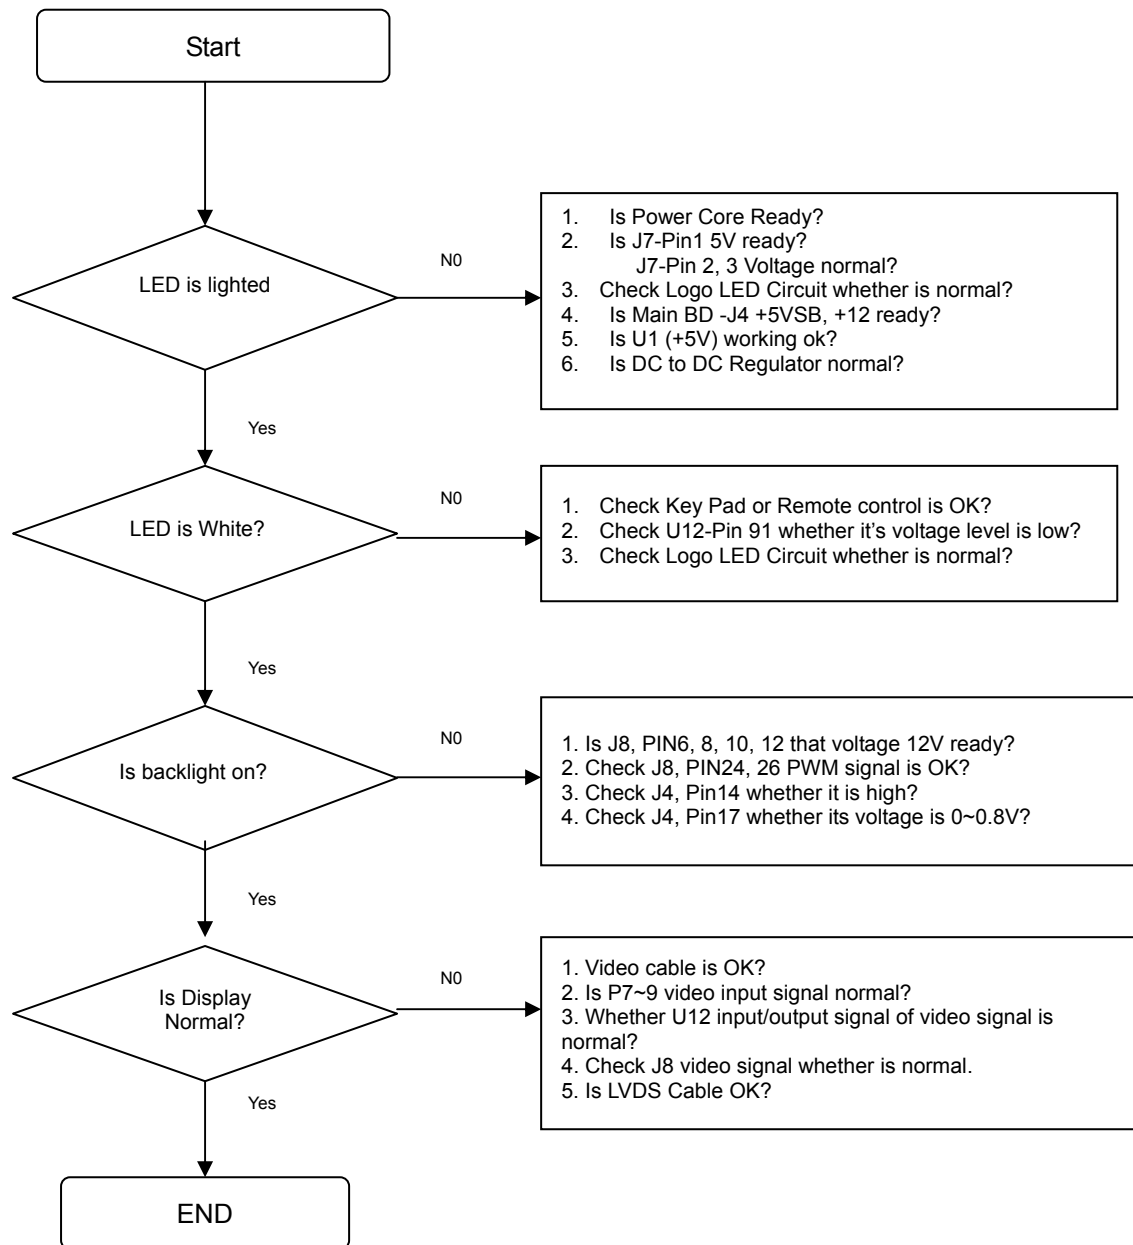 Start
LED is lighted
N0
1. Is Power Core Ready?
2. Is J7-Pin1 5V ready?
J7-Pin 2, 3 Voltage normal?
3. Check Logo LED Circuit whether is normal?
4. Is Main BD -J4 +5VSB, +12 ready?
5. Is U1 (+5V) working ok?
6. Is DC to DC Regulator normal?
Yes
LED is White?
N0
1. Check Key Pad or Remote control is OK?
2. Check U12-Pin 91 whether it's voltage level is low?
3. Check Logo LED Circuit whether is normal?
Yes
Is backlight on?
N0
1. Is J8, PIN6, 8, 10, 12 that voltage 12V ready?
2. Check J8, PIN24, 26 PWM signal is OK?
3. Check J4, Pin14 whether it is high?
4. Check J4, Pin17 whether its voltage is 0~0.8V?
Yes
Is Display
Normal?
N0
1. Video cable is OK?
2. Is P7~9 video input signal normal?
3. Whether U12 input/output signal of video signal is
normal?
4. Check J8 video signal whether is normal.
5. Is LVDS Cable OK?
Yes
END